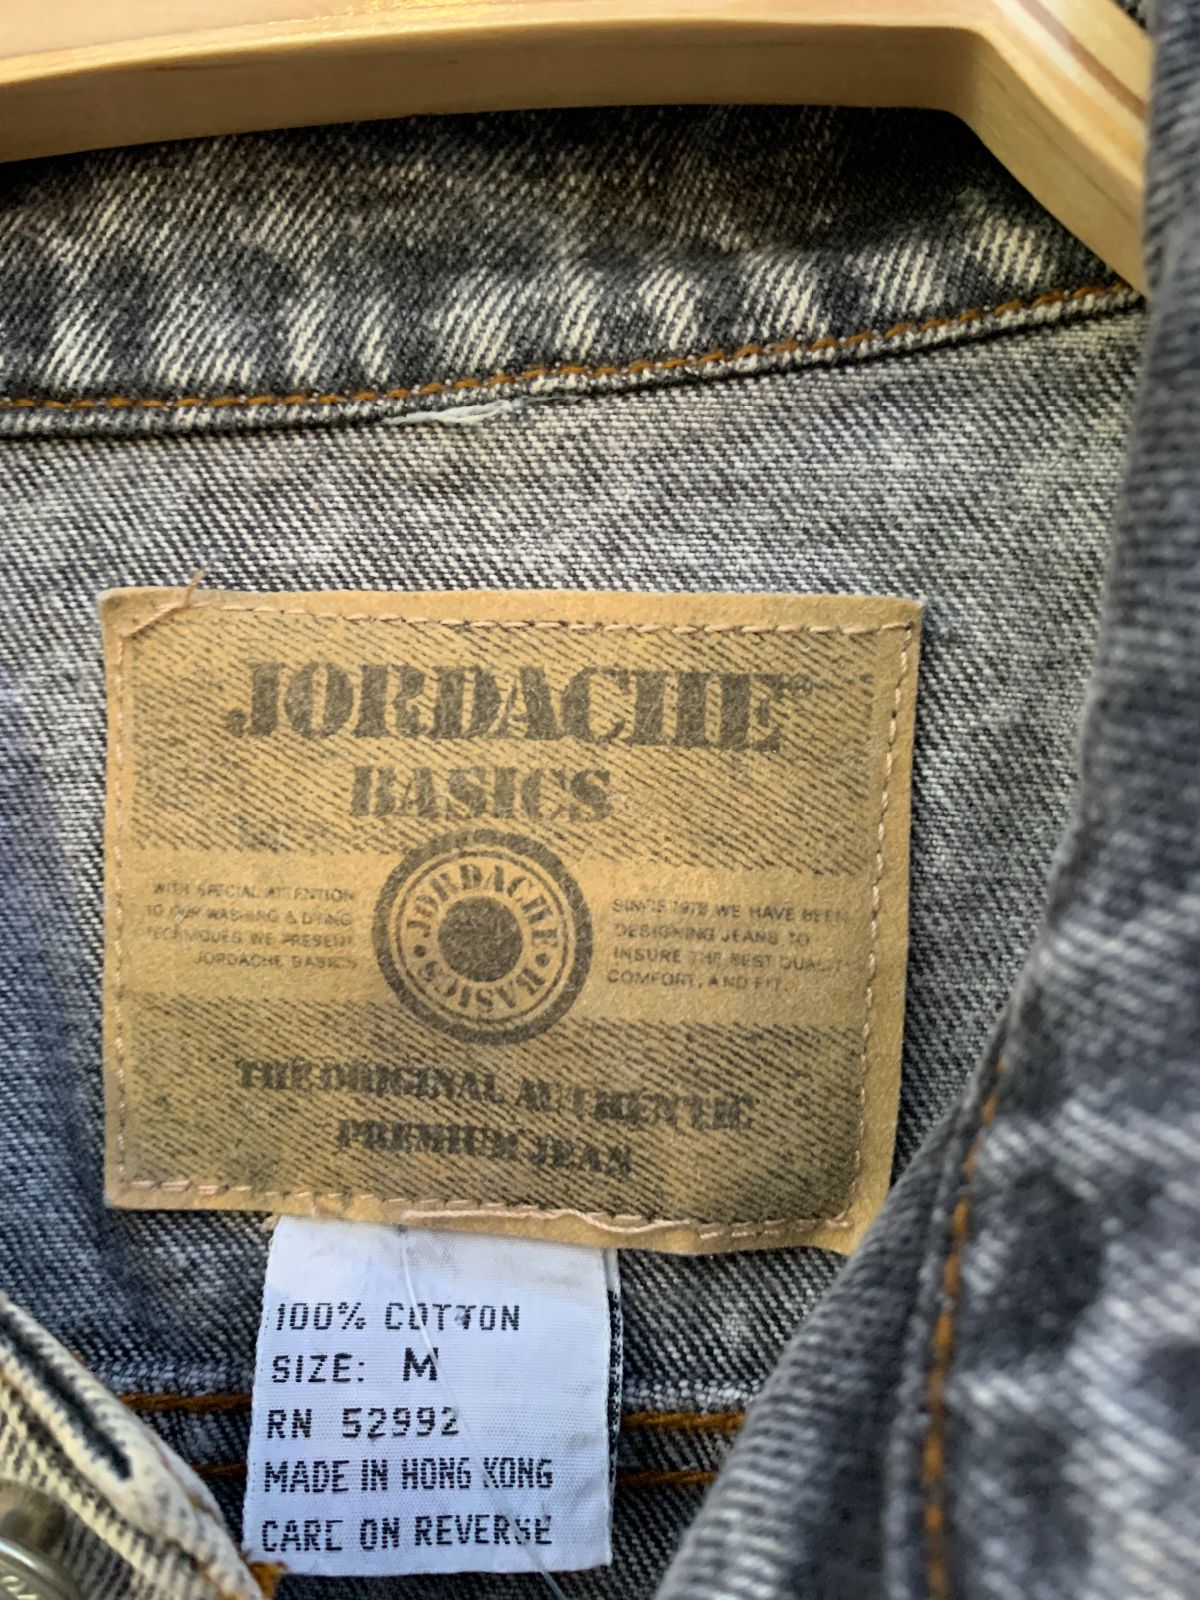 JORDACHE®
BASICS
WITH SPECIAL ATTENTION
TO OUR WASHING & DYING
TECHNIQUES WE PRESENT
JORDACHE BASICS
JORDACHE • BASICS •
SINCE 1978 WE HAVE BEEN
DESIGNING JEANS TO
INSURE THE BEST QUALITY
COMFORT, AND FIT.
THE ORIGINAL AUTHENTIC
PREMIUM JEAN
100% COTTON
SIZE: M
RN 52992
MADE IN HONG KONG
CARE ON REVERSE